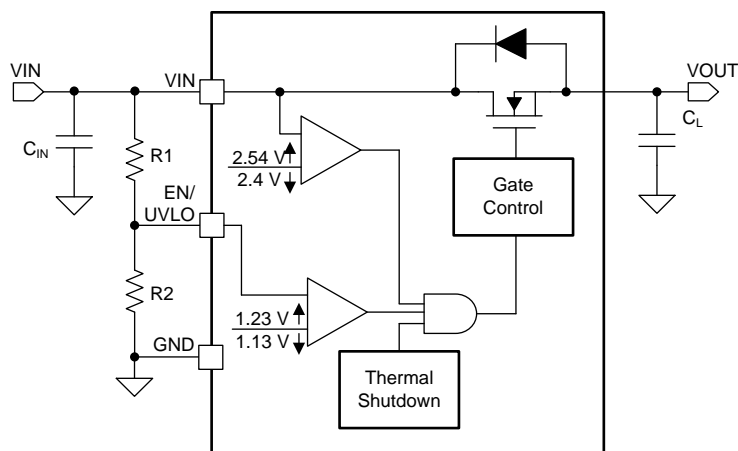 VIN
VIN
VOUT
C_IN
R1
2.54 V
2.4 V
C_L
EN/
UVLO
Gate
Control
R2
1.23 V
1.13 V
GND
Thermal
Shutdown